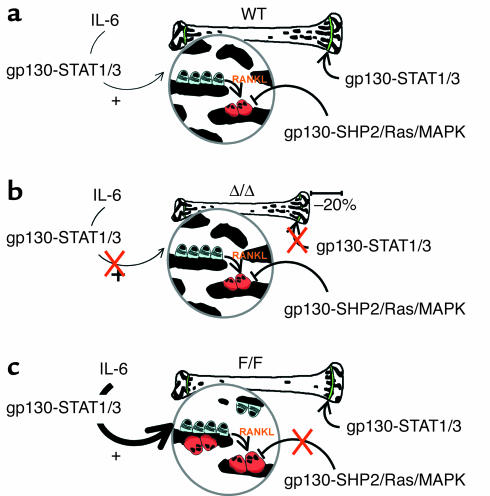 a
WT
IL-6
gp130-STAT1/3
+
RANKL
gp130-STAT1/3
gp130-SHP2/Ras/MAPK
b
Δ/Δ
IL-6
–20%
gp130-STAT1/3
+
RANKL
gp130-STAT1/3
gp130-SHP2/Ras/MAPK
c
F/F
IL-6
gp130-STAT1/3
+
RANKL
gp130-STAT1/3
gp130-SHP2/Ras/MAPK